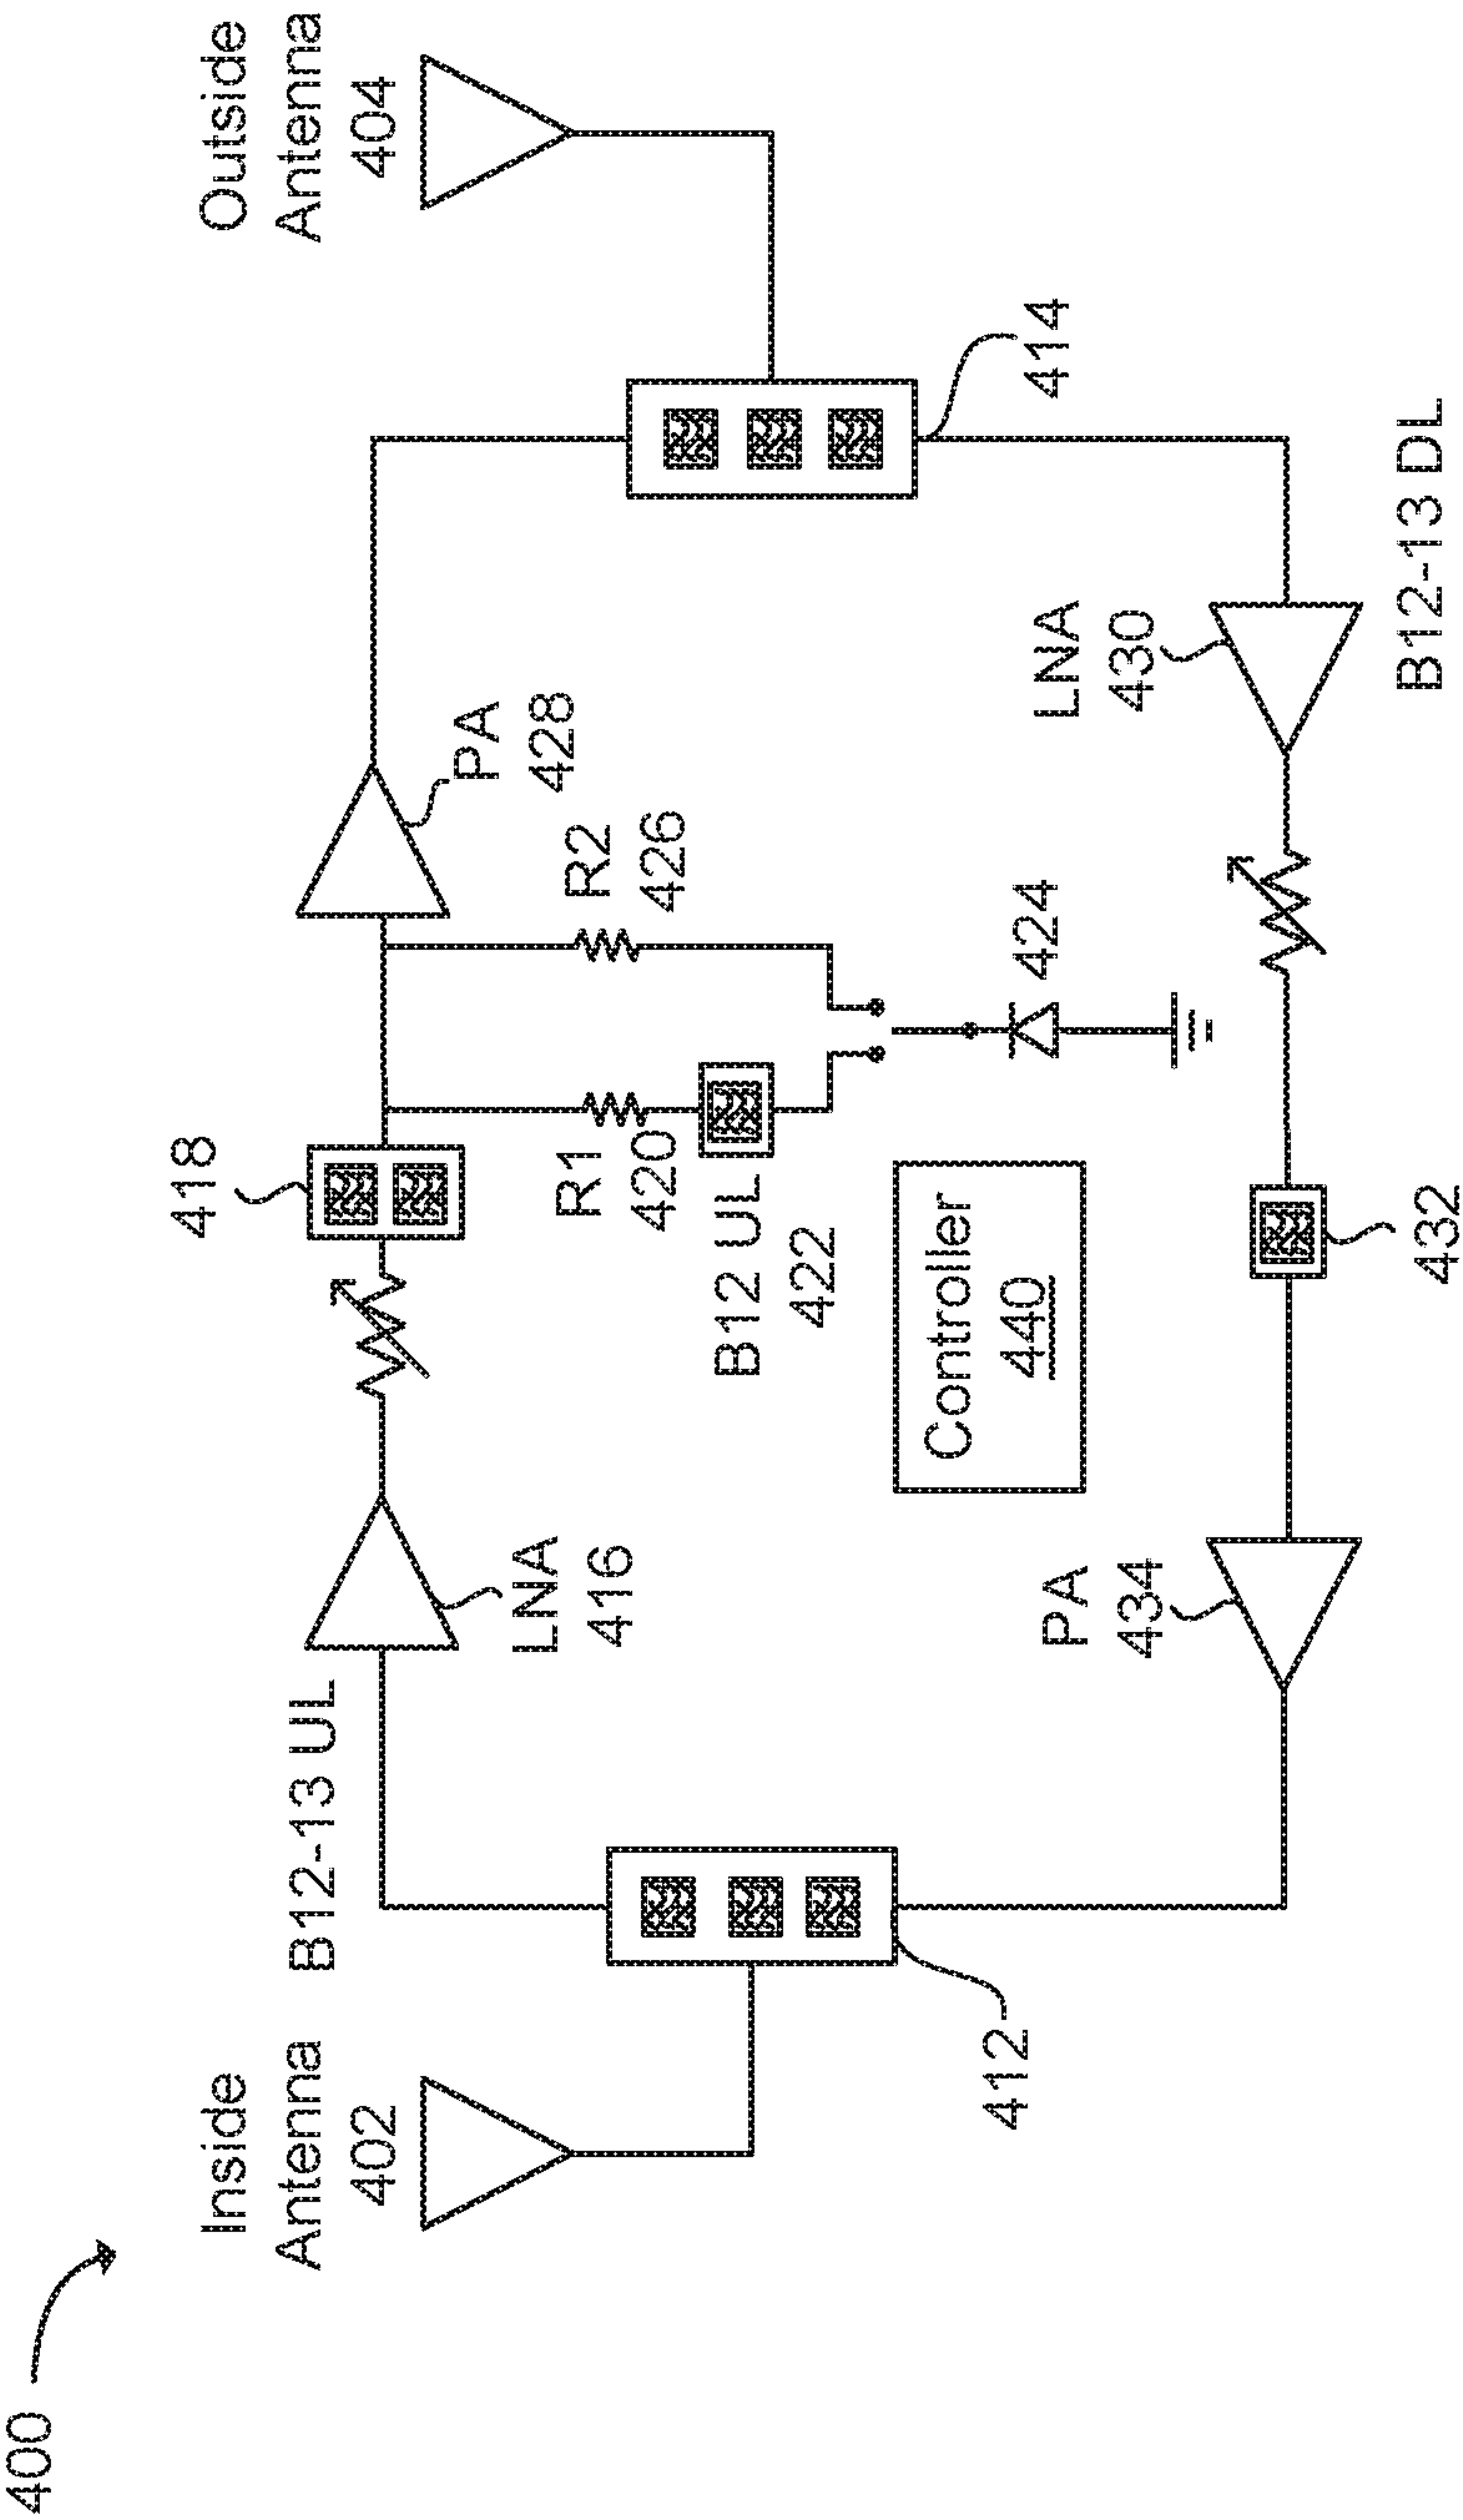 400
Inside
Antenna
402
412
B12-13 UL
LNA
416
418
R1
420
B12 UL
422
Controller
440
R2
426
424
PA
428
Outside
Antenna
404
414
LNA
430
B12-13 DL
432
PA
434